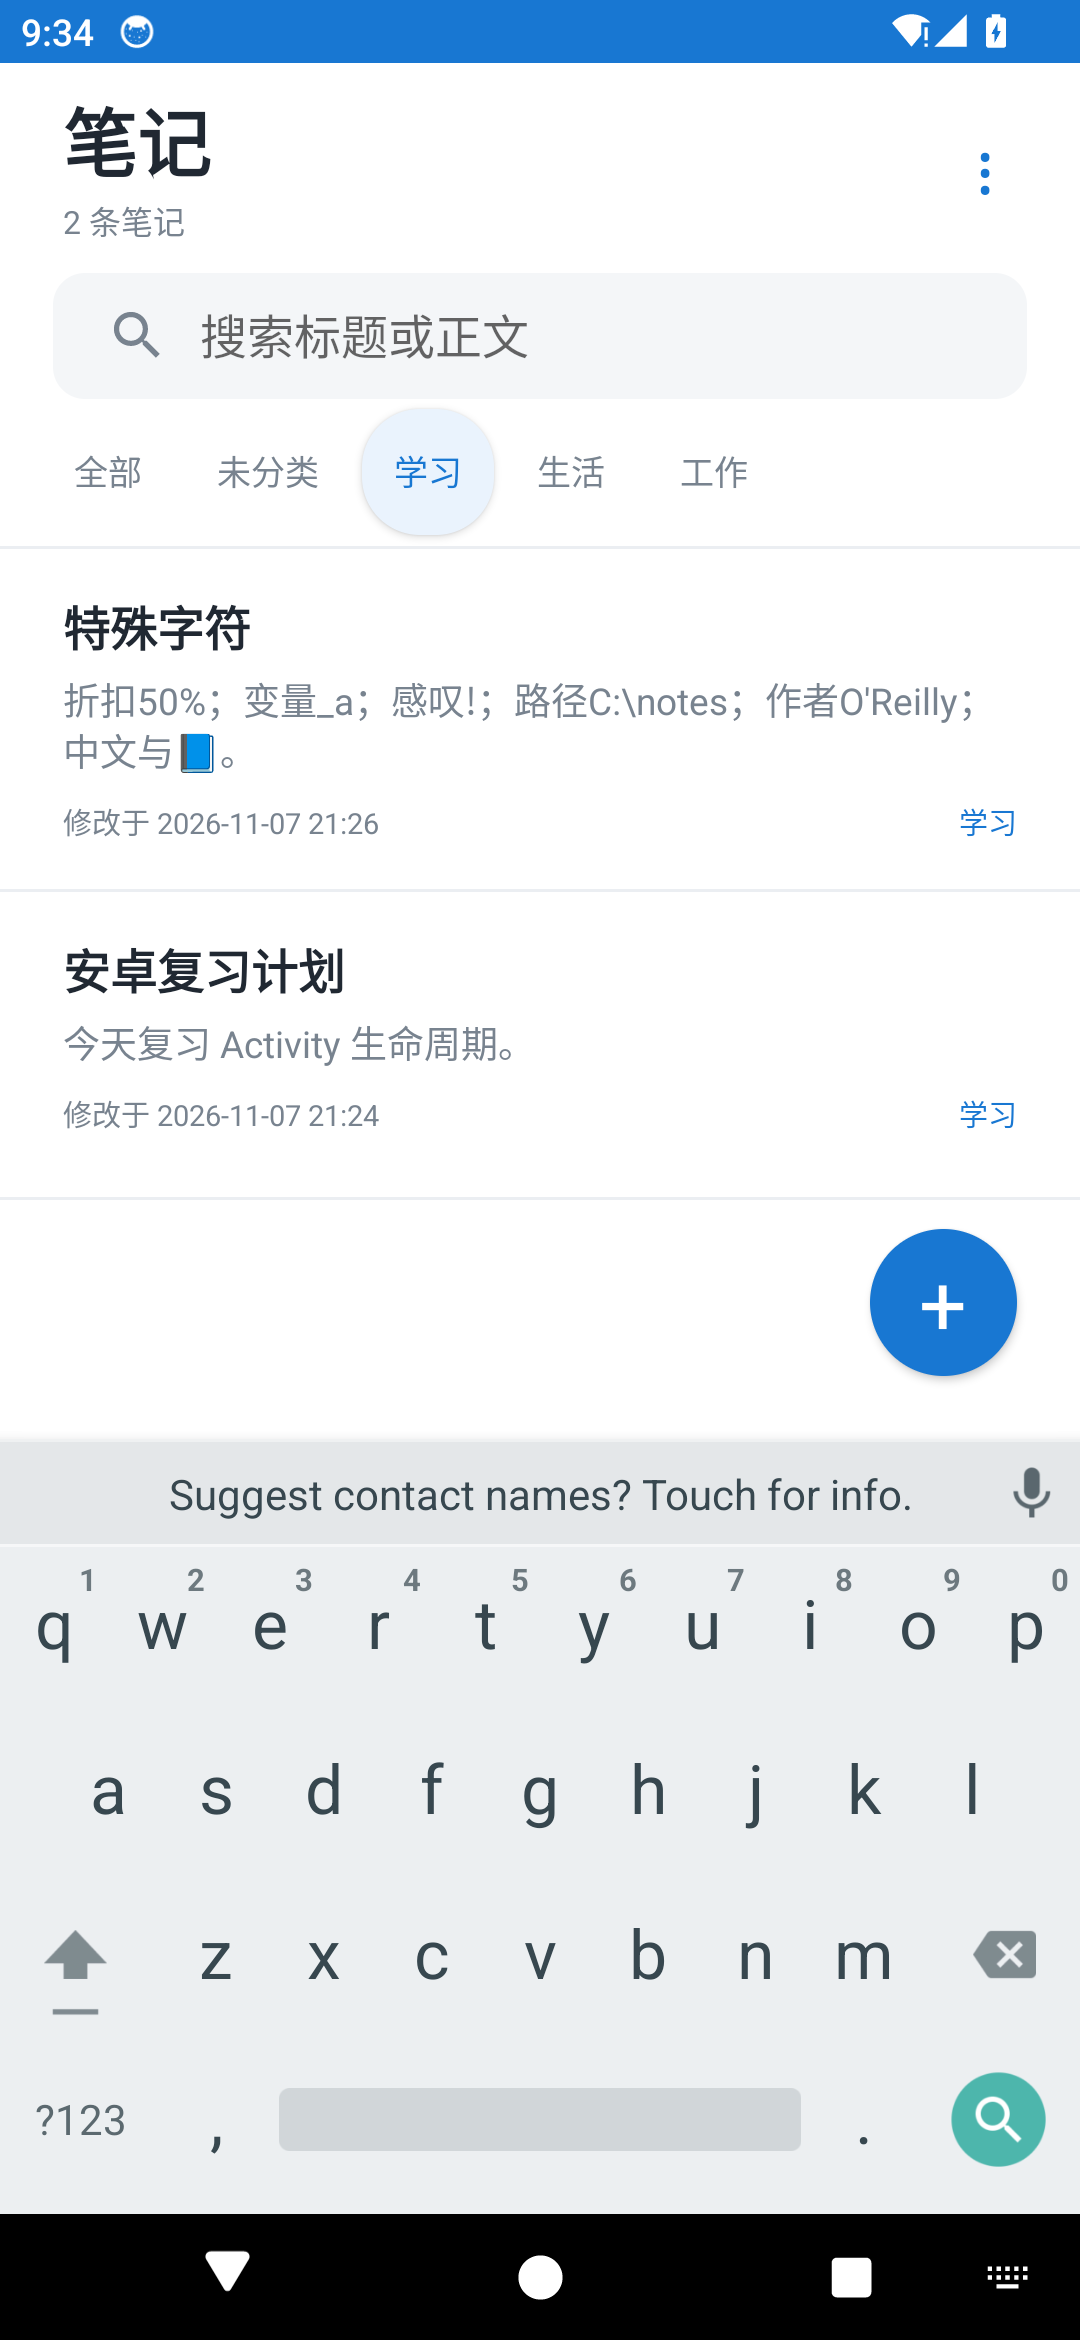 9:34
笔记
2 条笔记
搜索标题或正文
全部 未分类 学习 生活 工作
特殊字符
折扣50%；变量_a；感叹!；路径C:\notes；作者O'Reilly；
中文与📘。
修改于 2026-11-07 21:26 学习
安卓复习计划
今天复习 Activity 生命周期。
修改于 2026-11-07 21:24 学习
+
Suggest contact names? Touch for info.
1 2 3 4 5 6 7 8 9 0
q w e r t y u i o p
a s d f g h j k l
z x c v b n m
?123 , .